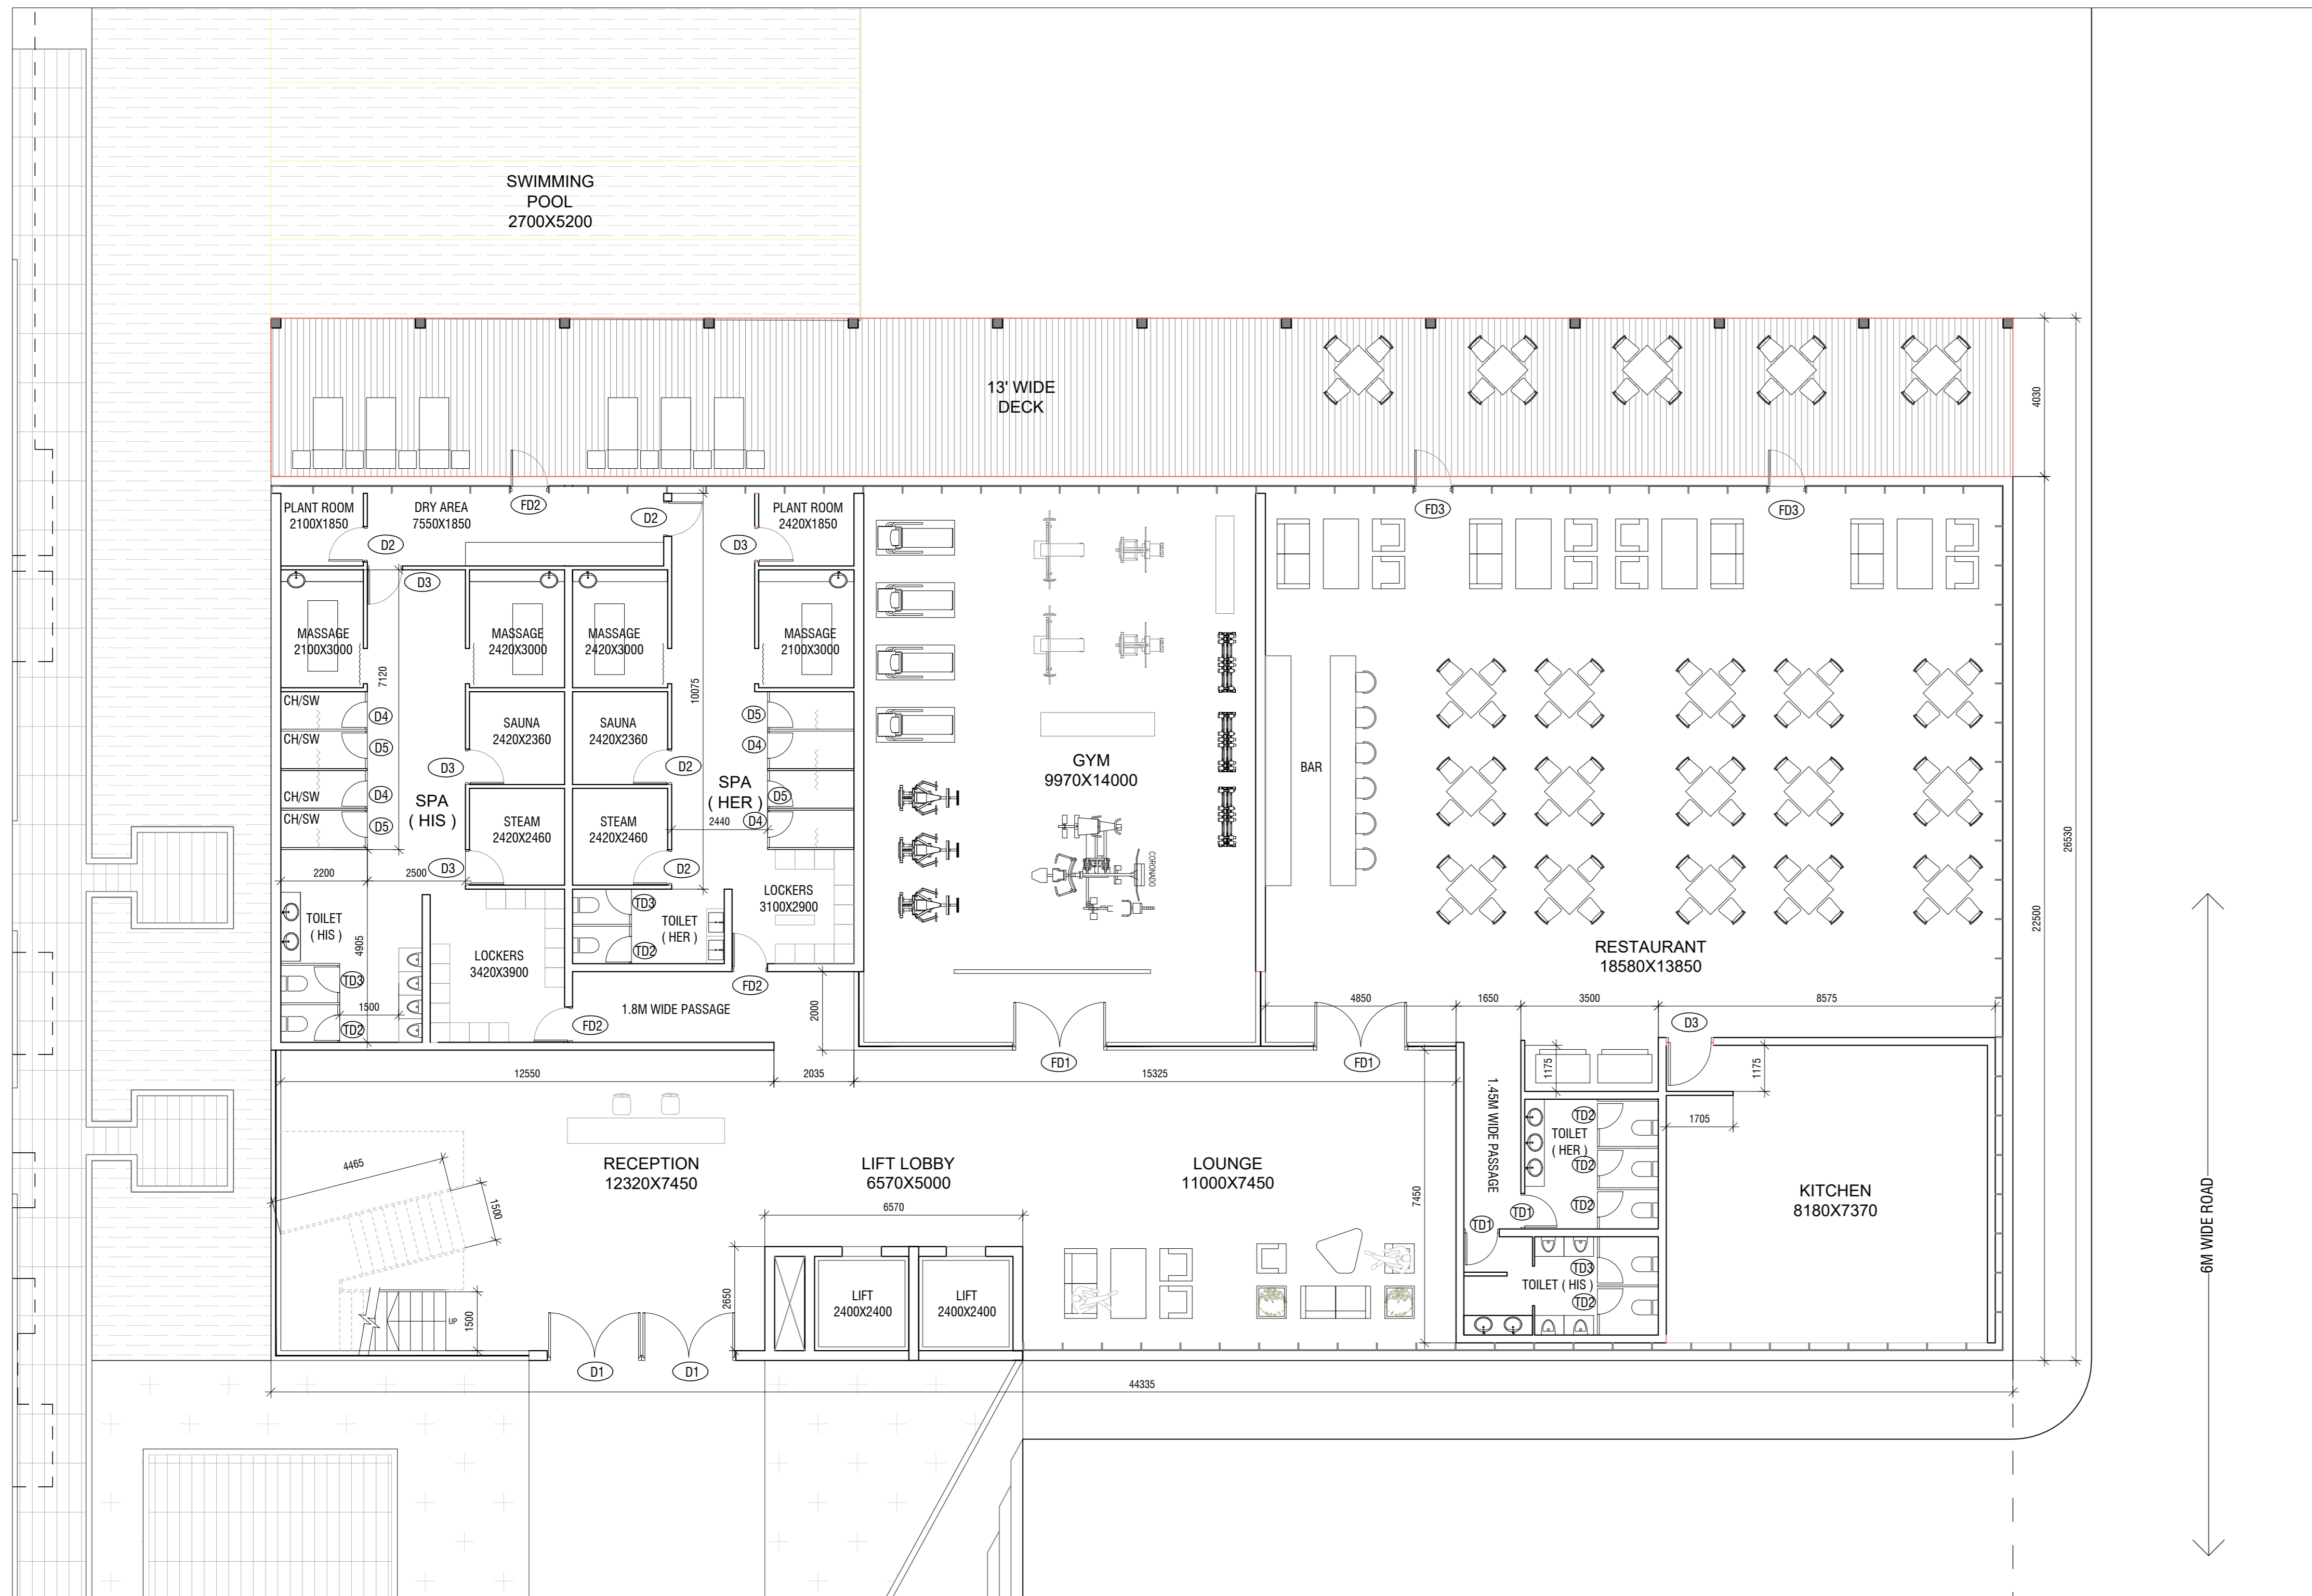 SWIMMING
POOL
2700X5200
13' WIDE
DECK
4030
PLANT ROOM
2100X1850
DRY AREA
7550X1850
FD2
D2
PLANT ROOM
2420X1850
FD3
FD3
D2
D3
D3
MASSAGE
2100X3000
MASSAGE
2420X3000
MASSAGE
2420X3000
MASSAGE
2100X3000
7120
10075
CH/SW
D4
SAUNA
2420X2360
SAUNA
2420X2360
D5
CH/SW
D5
D4
D3
D2
GYM
9970X14000
BAR
SPA
( HER )
CH/SW
D4
SPA
( HIS )
D5
CH/SW
D5
STEAM
2420X2460
STEAM
2420X2460
2440
D4
26530
D3
D2
2200
2500
CORONADO
LOCKERS
3100X2900
TOILET
( HIS )
4905
TD3
TOILET
( HER )
TD2
22500
LOCKERS
3420X3900
RESTAURANT
18580X13850
TD3
FD2
1500
1.8M WIDE PASSAGE
2000
TD2
FD2
4850
1650
3500
8575
D3
FD1
FD1
12550
2035
15325
1175
1175
1.45M WIDE PASSAGE
1705
TD2
TOILET
( HER )
TD2
4465
RECEPTION
12320X7450
LIFT LOBBY
6570X5000
LOUNGE
11000X7450
1500
6570
7450
TD2
TD1
TD1
KITCHEN
8180X7370
6M WIDE ROAD
TD3
TOILET ( HIS )
TD2
2650
LIFT
2400X2400
LIFT
2400X2400
UP
1500
D1
D1
44335